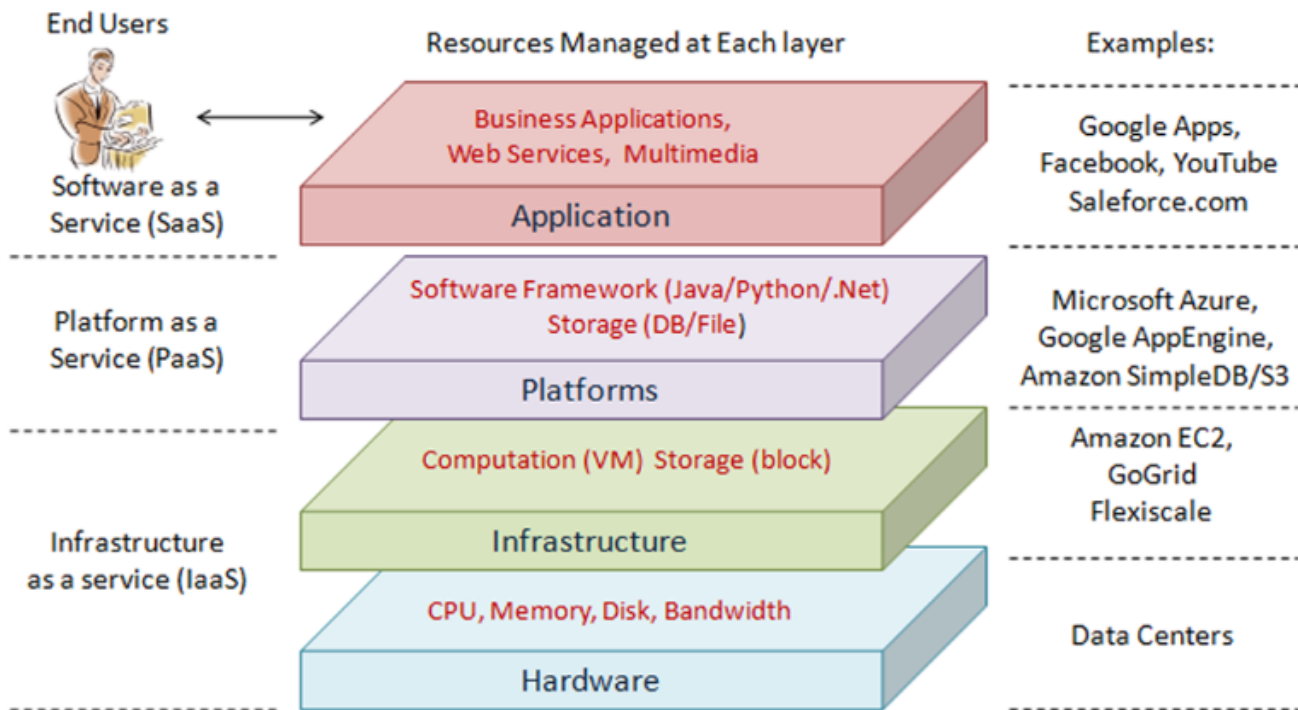 End Users
Resources Managed at Each layer
Examples:
Business Applications,
Web Services, Multimedia
Application
Software as a
Service (SaaS)
Google Apps,
Facebook, YouTube
Saleforce.com
Software Framework (Java/Python/.Net)
Storage (DB/File)
Platforms
Platform as a
Service (PaaS)
Microsoft Azure,
Google AppEngine,
Amazon SimpleDB/S3
Computation (VM) Storage (block)
Infrastructure
Amazon EC2,
GoGrid
Flexiscale
Infrastructure
as a service (IaaS)
CPU, Memory, Disk, Bandwidth
Hardware
Data Centers